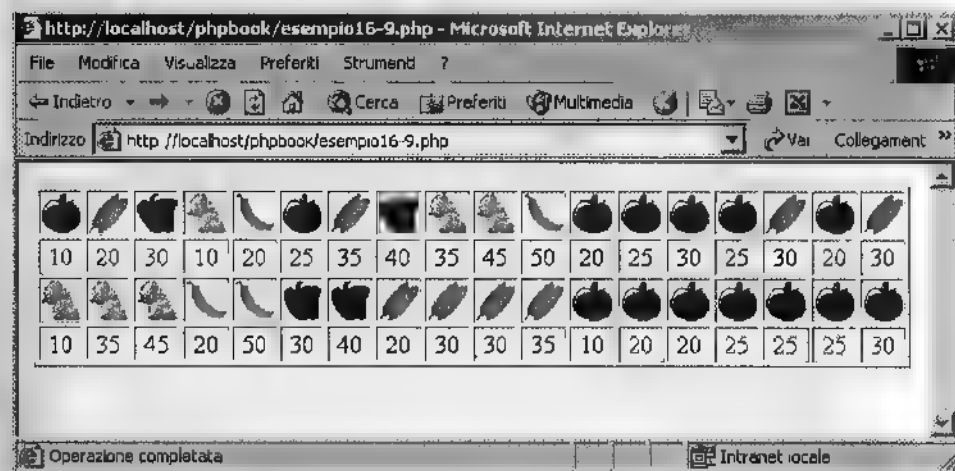 http://localhost/phpbook/esempio16-9.php - Microsoft Internet Explorer
File Modifica Visualizza Preferiti Strumenti ?
Indietro Cerca Preferiti Multimedia
Indirizzo http //localhost/phpbook/esempio16-9.php Vai Collegament »
10 20 30 10 20 25 35 40 35 45 50 20 25 30 25 30 20 30
10 35 45 20 50 30 40 20 30 30 35 10 20 20 25 25 25 30
Operazione completata Intranet locale